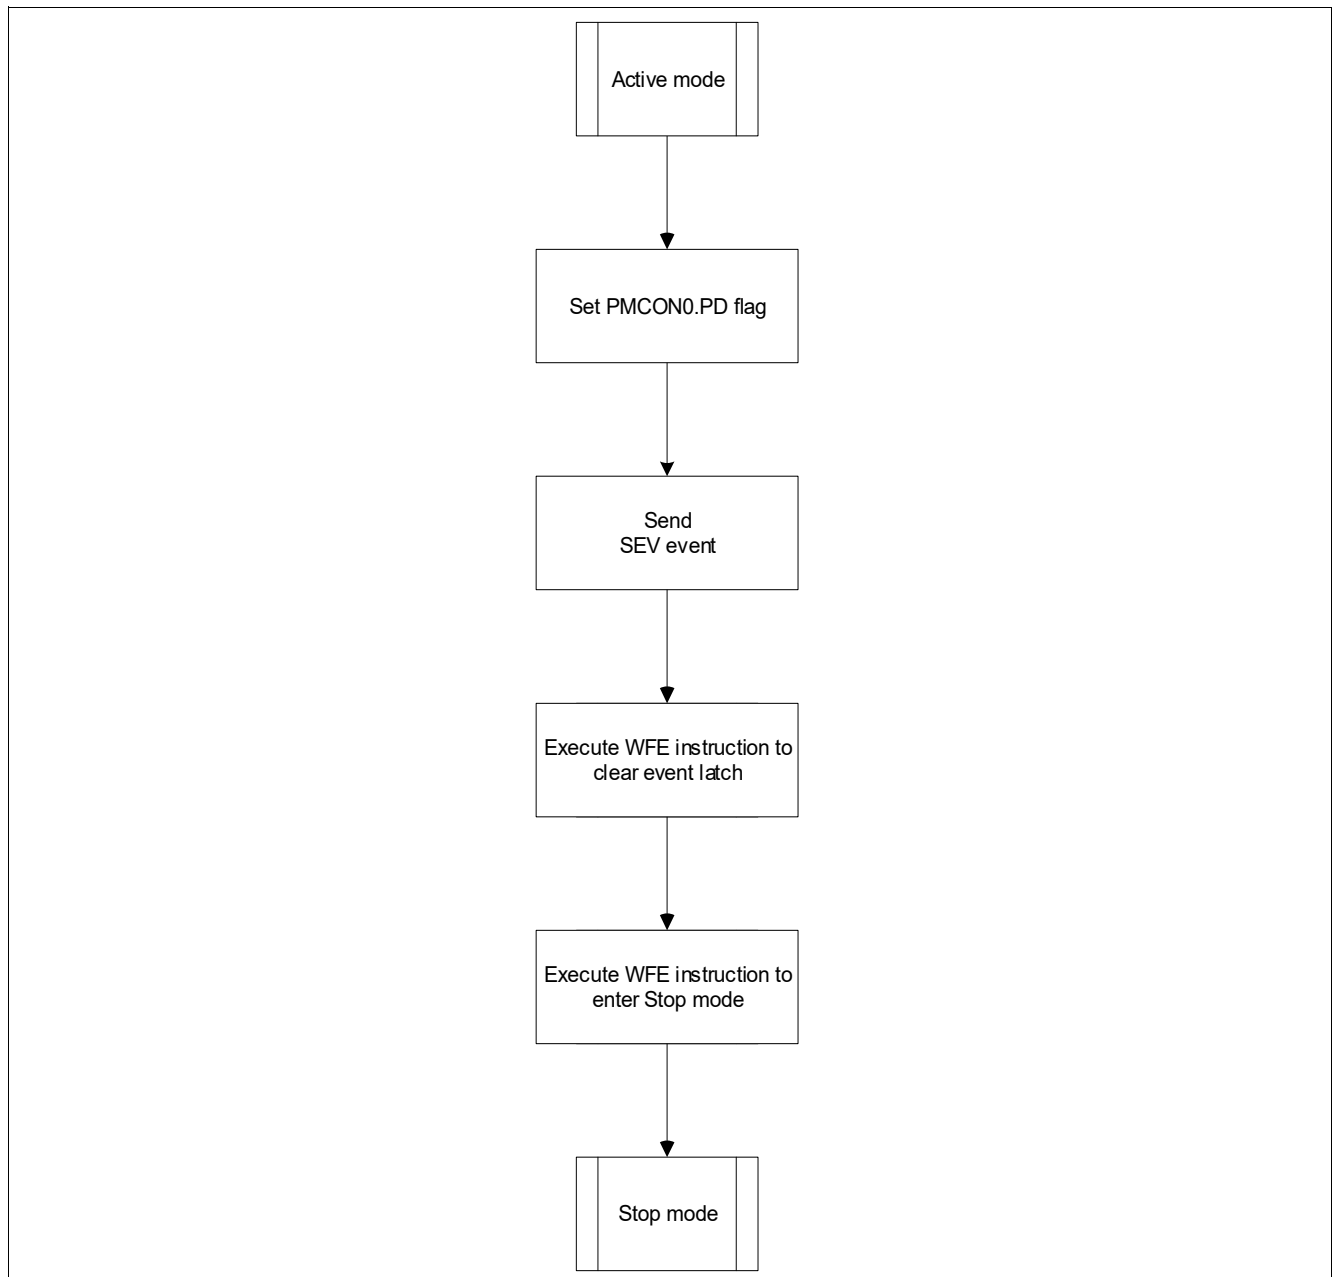 Active mode
Set PMCON0.PD flag
Send
SEV event
Execute WFE instruction to
clear event latch
Execute WFE instruction to
enter Stop mode
Stop mode